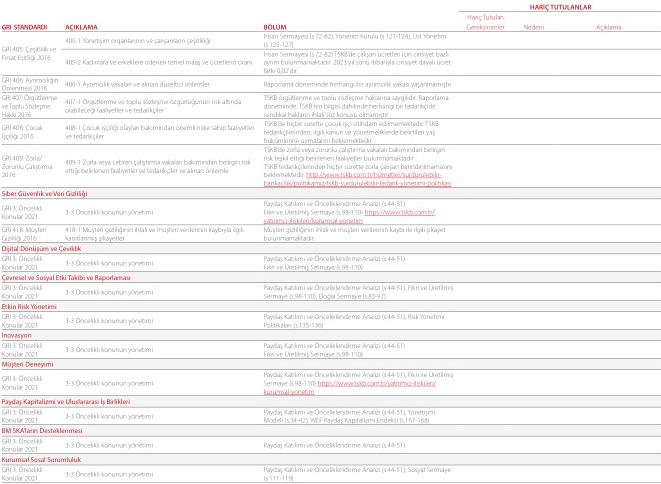 HARİÇ TUTULANLAR
GRI STANDARDI AÇIKLAMA BÖLÜM Hariç Tutulan Gereksinimler Nedeni Açıklama
GRI 405: Çeşitlilik ve
Fırsat Eşitliği 2016
405-1 Yönetişim organlarının ve çalışanların çeşitliliği
İnsan Sermayesi (s.72-82), Yönetim Kurulu (s.121-124), Üst Yönetim
(s.125-127)
405-2 Kadınlara ve erkeklere ödenen temel maaş ve ücretlerin oranı
İnsan Sermayesi (s.72-82) TSKB'de çalışan ücretleri için cinsiyet bazlı
ayrım bulunmamaktadır. 2023 yıl sonu itibarıyla cinsiyet dayalı ücret
farkı 0,02'dir.
GRI 406: Ayrımcılığın
Önlenmesi 2016
406-1 Ayrımcılık vakaları ve alınan düzeltici önlemler
Raporlama döneminde herhangi bir ayrımcılık vakası yaşanmamıştır.
GRI 407: Örgütlenme
ve Toplu Sözleşme
Hakkı 2016
407-1 Örgütlenme ve toplu sözleşme özgürlüğünün risk altında
olabileceği faaliyetler ve tedarikçiler
TSKB örgütlenme ve toplu sözleşme haklarına saygılıdır. Raporlama
döneminde, TSKB'nin bilgisi dahilinde herhangi bir tedarikçide
sendikal hakların ihlali söz konusu olmamıştır.
GRI 408: Çocuk
İşçiliği 2016
408-1 Çocuk işçiliği olayları bakımından önemli riske sahip faaliyetler
ve tedarikçiler
TSKB'de hiçbir surette çocuk işçi istihdam edilmemektedir. TSKB
tedarikçilerinden, ilgili kanun ve yönetmeliklerde belirtilen yaş
hükümlerine uymalarını beklemektedir.
GRI 409: Zorla/
Zorunlu Çalıştırma
2016
409-1 Zorla veya cebren çalıştırma vakaları bakımından belirgin risk
ettiği belirlenen faaliyetler ve tedarikçiler ve alınan önlemle
TSKB'de zorla veya zorunlu çalıştırma vakaları bakımından belirgin
risk teşkil ettiği belirlenen faaliyetler bulunmamaktadır.
TSKB tedarikçilerinden hiçbir surette zorla çalışan barındırılmamasını
beklemektedir. http://www.tskb.com.tr/hizmetler/surdurulebilir-
bankacilik/politikamiz/tskb-surdurulebilir-tedarik-yonetimi-politikasi
Siber Güvenlik ve Veri Gizliliği
GRI 3: Öncelikli
Konular 2021
3-3 Öncelikli konunun yönetimi
Paydaş Katılımı ve Önceliklendirme Analizi (s.44-51)
Fikri ve Üretilmiş Sermaye (s.98-110) https://www.tskb.com.tr/
yatirimci-iliskileri/kurumsal-yonetim
GRI 418: Müşteri
Gizliliği 2016
418-1 Müşteri gizliliğinin ihlali ve müşteri verilerinin kaybıyla ilgili
kanıtlanmış şikayetler
Müşteri gizliliğinin ihlali ve müşteri verilerinin kaybı ile ilgili şikayet
bulunmamaktadır.
Dijital Dönüşüm ve Çeviklik
GRI 3: Öncelikli
Konular 2021
3-3 Öncelikli konunun yönetimi
Paydaş Katılımı ve Önceliklendirme Analizi (s.44-51)
Fikri ve Üretilmiş Sermaye (s.98-110)
Çevresel ve Sosyal Etki Takibi ve Raporlaması
GRI 3: Öncelikli
Konular 2021
3-3 Öncelikli konunun yönetimi
Paydaş Katılımı ve Önceliklendirme Analizi (s.44-51), Fikri ve Üretilmiş
Sermaye (s.98-110), Doğal Sermaye (s.83-97)
Etkin Risk Yönetimi
GRI 3: Öncelikli
Konular 2021
3-3 Öncelikli konunun yönetimi
Paydaş Katılımı ve Önceliklendirme Analizi (s.44-51), Risk Yönetimi
Politikaları (s.135-136)
İnovasyon
GRI 3: Öncelikli
Konular 2021
3-3 Öncelikli konunun yönetimi
Paydaş Katılımı ve Önceliklendirme Analizi (s.44-51)
Fikri ve Üretilmiş Sermaye (s.98-110)
Müşteri Deneyimi
GRI 3: Öncelikli
Konular 2021
3-3 Öncelikli konunun yönetimi
Paydaş Katılımı ve Önceliklendirme Analizi (s.44-51), Fikri ve Üretilmiş
Sermaye (s.98-110) https://www.tskb.com.tr/yatirimci-iliskileri/
kurumsal-yonetim
Paydaş Kapitalizmi ve Uluslararası İş Birlikleri
GRI 3: Öncelikli
Konular 2021
3-3 Öncelikli konunun yönetimi
Paydaş Katılımı ve Önceliklendirme Analizi (s.44-51), Yönetişim
Modeli (s.34-42), WEF Paydaş Kapitalizmi Endeksi (s.167-168)
BM SKA'ların Desteklenmesi
GRI 3: Öncelikli
Konular 2021
3-3 Öncelikli konunun yönetimi
Paydaş Katılımı ve Önceliklendirme Analizi (s.44-51)
Kurumsal Sosal Sorumluluk
GRI 3: Öncelikli
Konular 2021
3-3 Öncelikli konunun yönetimi
Paydaş Katılımı ve Önceliklendirme Analizi (s.44-51), Sosyal Sermaye
(s.111-119)